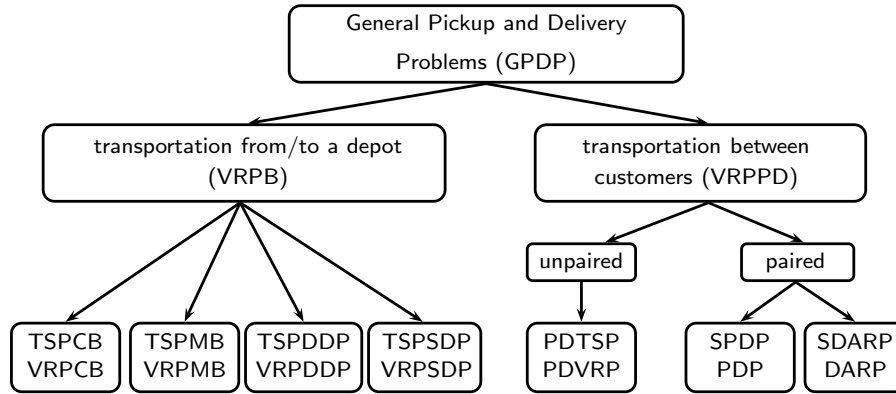 General Pickup and Delivery
Problems (GPDP)
transportation from/to a depot
(VRPB)
transportation between
customers (VRPPD)
unpaired
paired
TSPCB
VRPCB
TSPMB
VRPMB
TSPDDP
VRPDDP
TSPSDP
VRPSDP
PDTSP
PDVRP
SPDP
PDP
SDARP
DARP